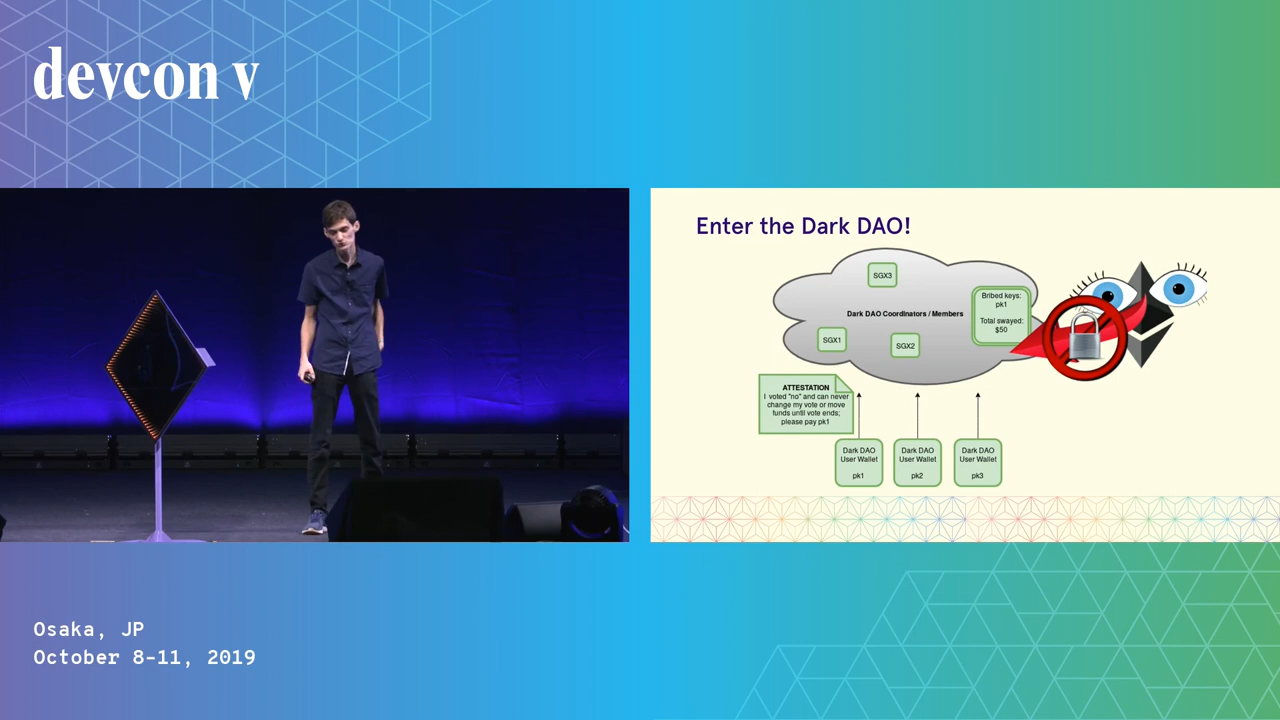 devcon v
Enter the Dark DAO!
SGX3
Bribed keys:
pk1
Total swayed:
$50
Dark DAO Coordinators / Members
SGX1
SGX2
ATTESTATION
I voted "no" and can never
change my vote or move
funds until vote ends;
please pay pk1
Dark DAO
User Wallet
pk1
Dark DAO
User Wallet
pk2
Dark DAO
User Wallet
pk3
Osaka, JP
October 8-11, 2019